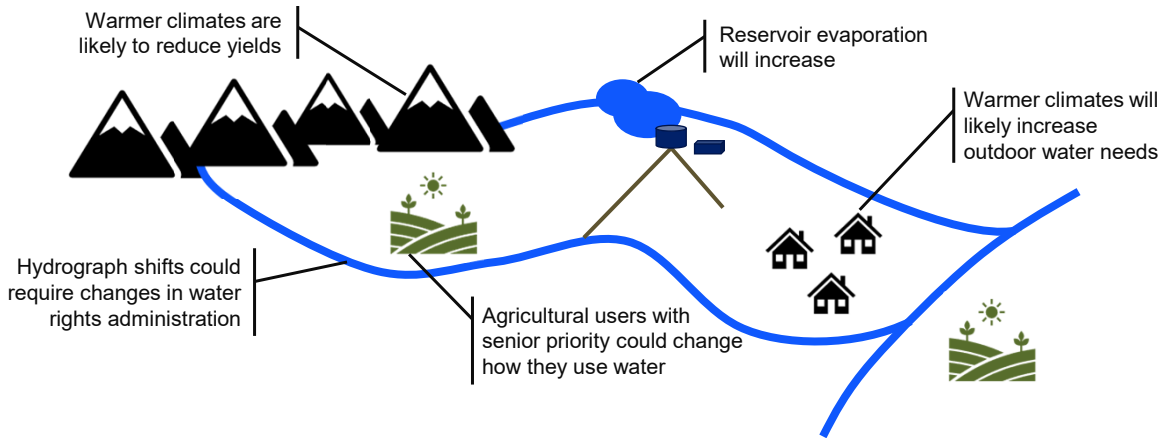 Warmer climates are
likely to reduce yields
Reservoir evaporation
will increase
Warmer climates will
likely increase
outdoor water needs
Hydrograph shifts could
require changes in water
rights administration
Agricultural users with
senior priority could change
how they use water